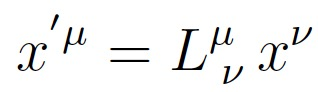 x'^μ = L^μ_ν x^ν